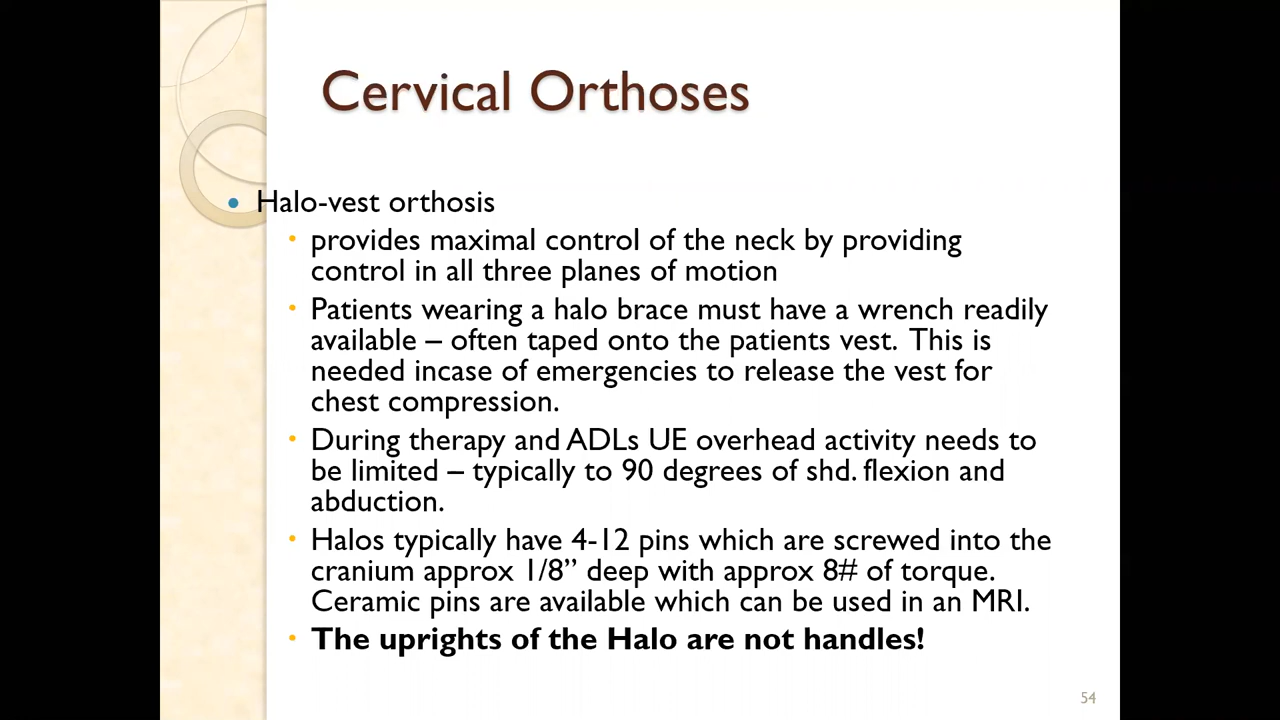 Cervical Orthoses
• Halo-vest orthosis
• provides maximal control of the neck by providing
control in all three planes of motion
• Patients wearing a halo brace must have a wrench readily
available – often taped onto the patients vest. This is
needed incase of emergencies to release the vest for
chest compression.
• During therapy and ADLs UE overhead activity needs to
be limited – typically to 90 degrees of shd. flexion and
abduction.
• Halos typically have 4-12 pins which are screwed into the
cranium approx 1/8” deep with approx 8# of torque.
Ceramic pins are available which can be used in an MRI.
• The uprights of the Halo are not handles!
54